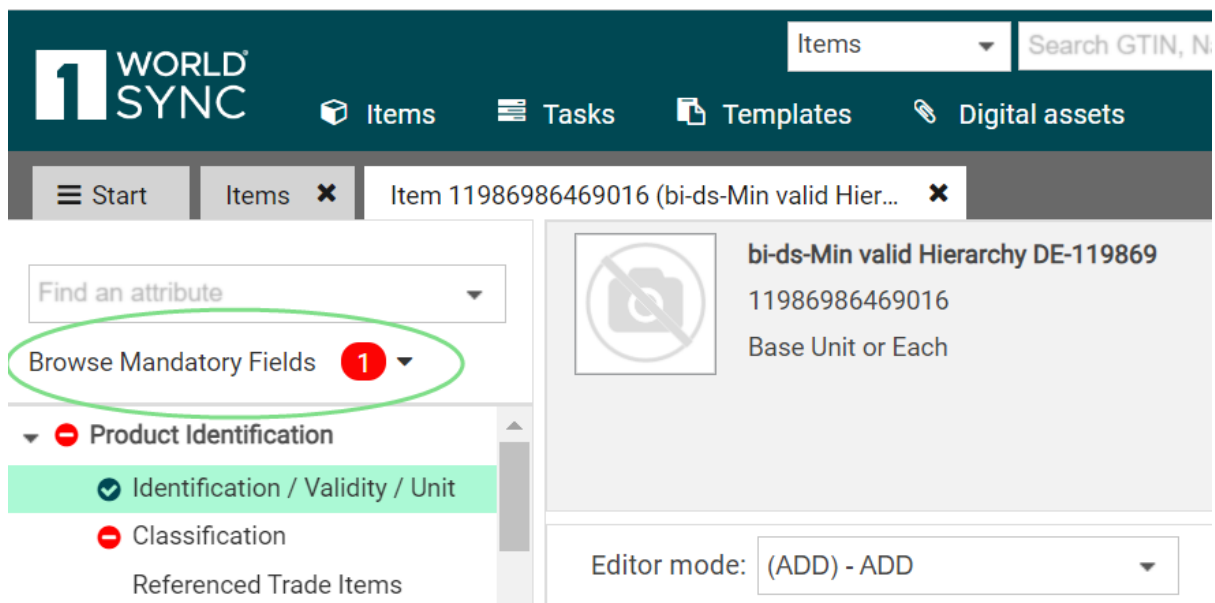 WORLD
SYNC
Items
Search GTIN, Na
Items
Tasks
Templates
Digital assets
Start
Items
Item 11986986469016 (bi-ds-Min valid Hier...
Find an attribute
Browse Mandatory Fields 1
Product Identification
Identification / Validity / Unit
Classification
Referenced Trade Items
bi-ds-Min valid Hierarchy DE-119869
11986986469016
Base Unit or Each
Editor mode: (ADD) - ADD